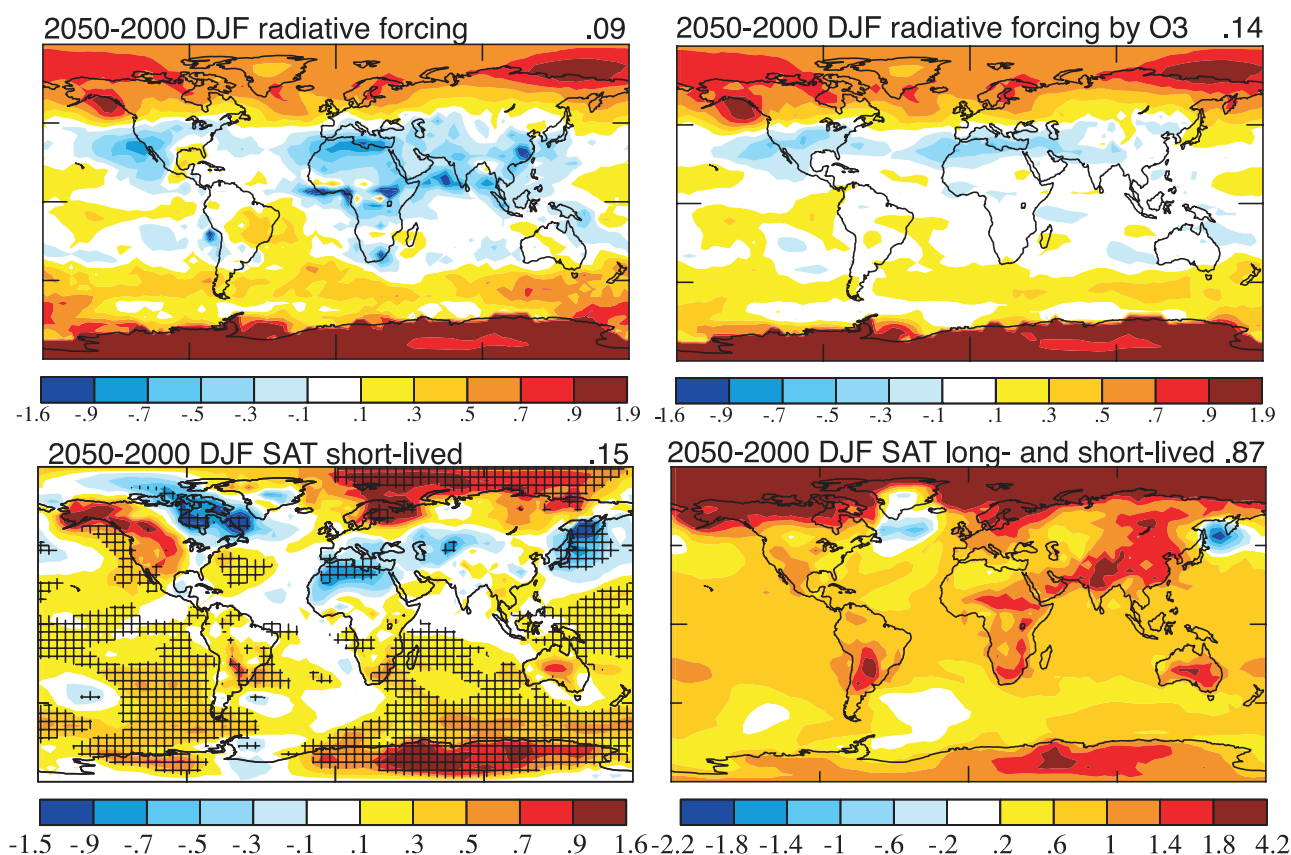 2050-2000 DJF radiative forcing .09
2050-2000 DJF radiative forcing by O3 .14
-1.6 -.9 -.7 -.5 -.3 -.1 .1 .3 .5 .7 .9 1.9
-1.6 -.9 -.7 -.5 -.3 -.1 .1 .3 .5 .7 .9 1.9
2050-2000 DJF SAT short-lived .15
2050-2000 DJF SAT long- and short-lived .87
-1.5 -.9 -.7 -.5 -.3 -.1 .1 .3 .5 .7 .9 1.6
-2.2 -1.8 -1.4 -1 -.6 -.2 .2 .6 1 1.4 1.8 4.2